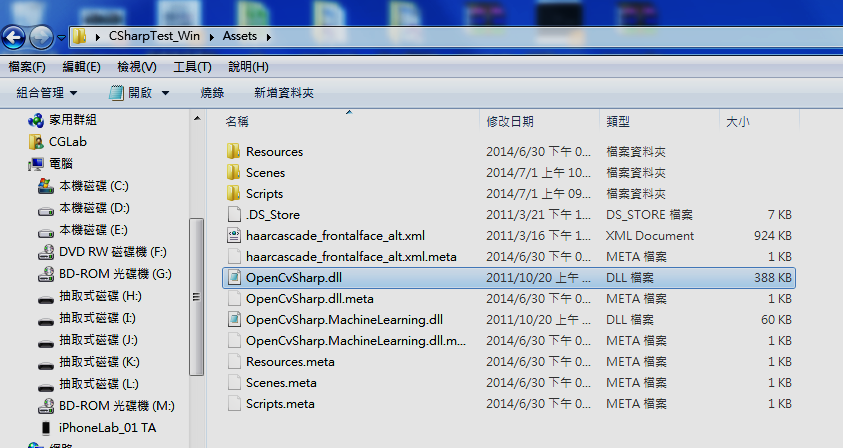 CSharpTest_Win Assets
檔案(F) 編輯(E) 檢視(V) 工具(T) 說明(H)
組合管理 開啟 燒錄 新增資料夾
家用群組
CGLab
電腦
本機磁碟 (C:)
本機磁碟 (D:)
本機磁碟 (E:)
DVD RW 磁碟機 (F:)
BD-ROM 光碟機 (G:)
抽取式磁碟 (H:)
抽取式磁碟 (I:)
抽取式磁碟 (J:)
抽取式磁碟 (K:)
抽取式磁碟 (L:)
BD-ROM 光碟機 (M:)
iPhoneLab_01 TA
網路
名稱 修改日期 類型 大小
Resources 2014/6/30 下午 0... 檔案資料夾
Scenes 2014/7/1 上午 10... 檔案資料夾
Scripts 2014/7/1 上午 09... 檔案資料夾
.DS_Store 2011/3/21 下午 1... DS_STORE 檔案 7 KB
haarcascade_frontalface_alt.xml 2011/3/16 下午 1... XML Document 924 KB
haarcascade_frontalface_alt.xml.meta 2014/6/30 下午 0... META 檔案 1 KB
OpenCvSharp.dll 2011/10/20 上午 ... DLL 檔案 388 KB
OpenCvSharp.dll.meta 2014/6/30 下午 0... META 檔案 1 KB
OpenCvSharp.MachineLearning.dll 2011/10/20 上午 ... DLL 檔案 60 KB
OpenCvSharp.MachineLearning.dll.m... 2014/6/30 下午 0... META 檔案 1 KB
Resources.meta 2014/6/30 下午 0... META 檔案 1 KB
Scenes.meta 2014/6/30 下午 0... META 檔案 1 KB
Scripts.meta 2014/6/30 下午 0... META 檔案 1 KB